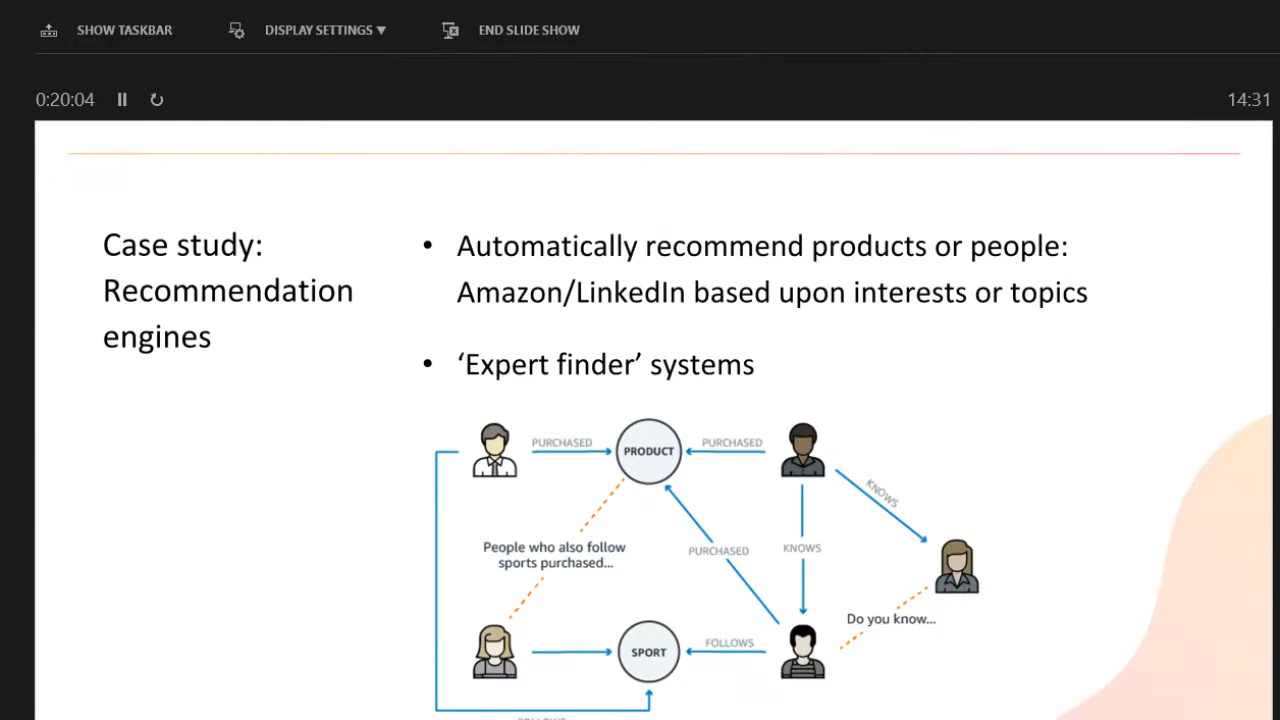 SHOW TASKBAR
DISPLAY SETTINGS ▼
END SLIDE SHOW
0:20:04
14:31
Case study:
Recommendation
engines
• Automatically recommend products or people:
Amazon/LinkedIn based upon interests or topics
• ‘Expert finder’ systems
PURCHASED
PRODUCT
PURCHASED
KNOWS
People who also follow
sports purchased...
PURCHASED
KNOWS
Do you know...
SPORT
FOLLOWS
FOLLOWS